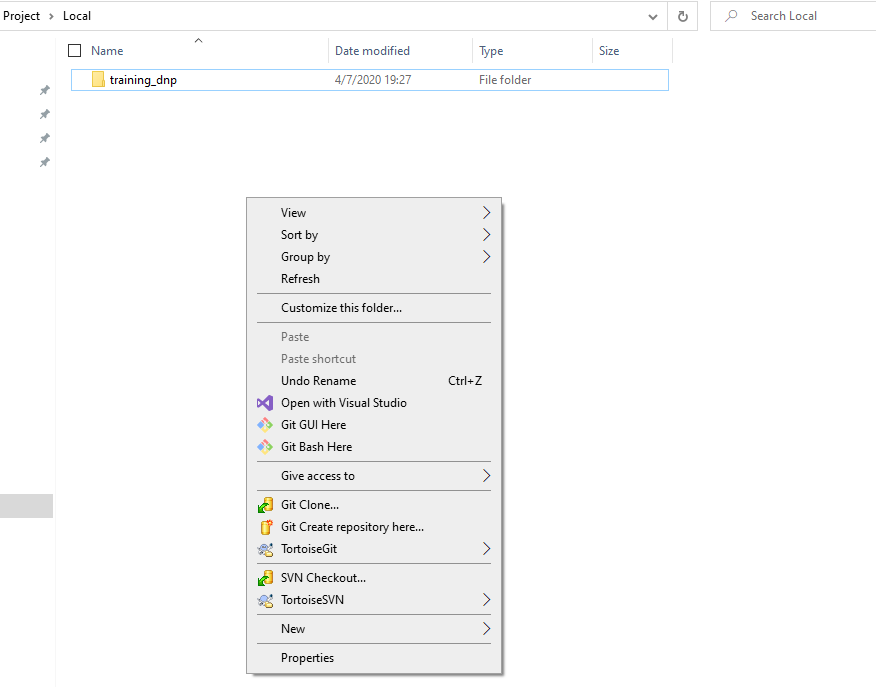 Project > Local
Search Local
Name Date modified Type Size
training_dnp 4/7/2020 19:27 File folder
View
Sort by
Group by
Refresh
Customize this folder...
Paste
Paste shortcut
Undo Rename Ctrl+Z
Open with Visual Studio
Git GUI Here
Git Bash Here
Give access to
Git Clone...
Git Create repository here...
TortoiseGit
SVN Checkout...
TortoiseSVN
New
Properties